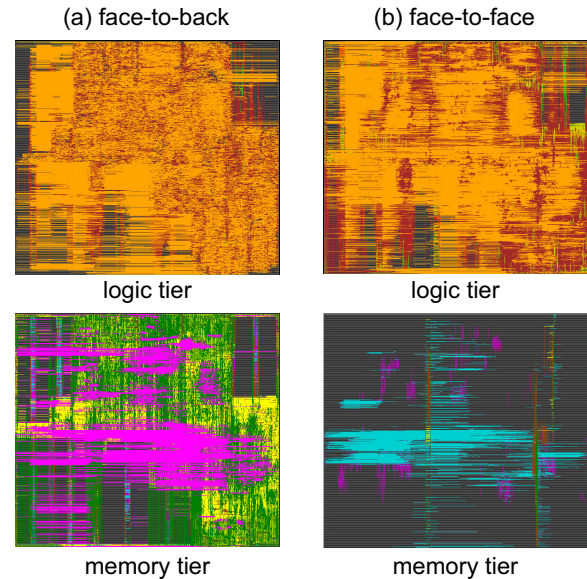 (a) face-to-back
(b) face-to-face
logic tier
logic tier
memory tier
memory tier